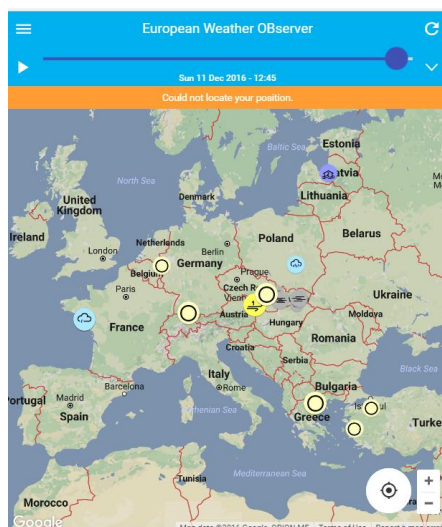 European Weather OBserver
Sun 11 Dec 2016 - 12:45
Could not locate your position.
Baltic Sea
Estonia
North Sea
Latvia
United
Kingdom
Denmark
Lithuania
Ireland
Netherlands
Berlin
Poland
Belarus
London
Belgium
Germany
Prague
Paris
Czech
Vienna
Ukraine
France
Austria
Hungary
Moldova
Romania
Croatia
Serbia
Italy
Black Sea
Barcelona
Rome
Bulgaria
Portugal
Madrid
Spain
Greece
Mediterranean Sea
Tunisia
Morocco
Google